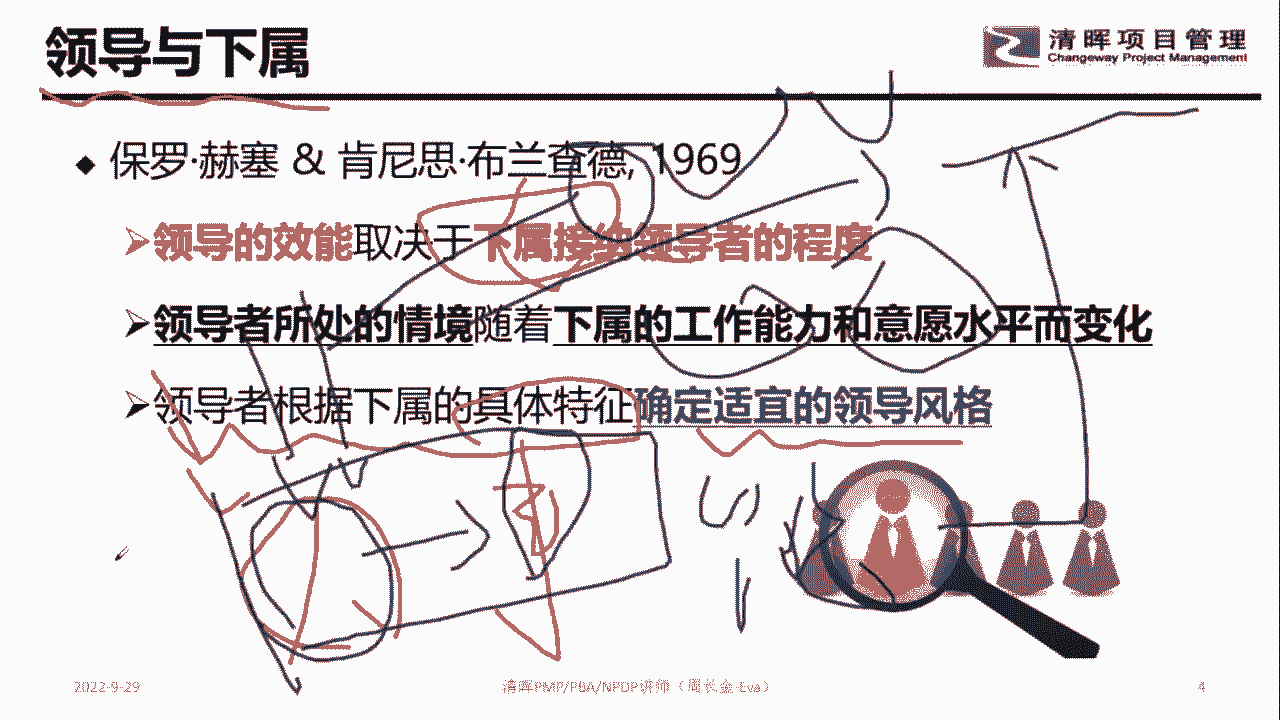 领导与下属
清晖项目管理
Changeway Project Management
保罗·赫塞 & 肯尼思·布兰查德, 1969
领导的效能取决于下属接纳领导者的程度
领导者所处的情境随着下属的工作能力和意愿水平而变化
领导者根据下属的具体特征确定适宜的领导风格
2022-9-29
清晖PMP/PBA/NPDP讲师（周长金 Eva）
4